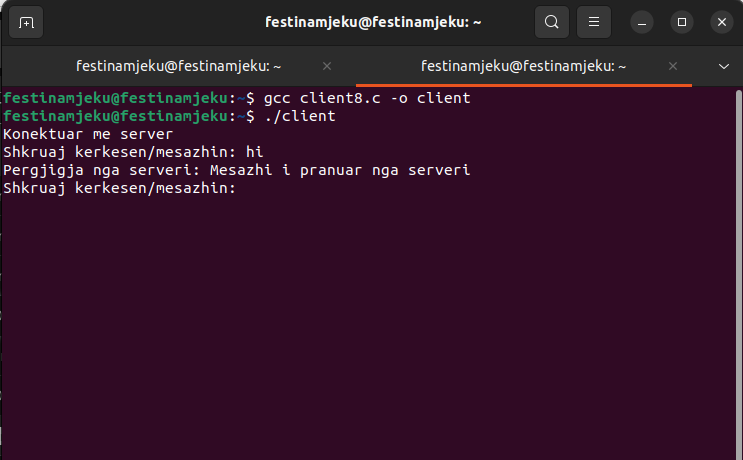 festinamjeku@festinamjeku: ~
festinamjeku@festinamjeku: ~
festinamjeku@festinamjeku: ~
festinamjeku@festinamjeku:~$ gcc client8.c -o client
festinamjeku@festinamjeku:~$ ./client
Konektuar me server
Shkruaj kerkesen/mesazhin: hi
Pergjigja nga serveri: Mesazhi i pranuar nga serveri
Shkruaj kerkesen/mesazhin: